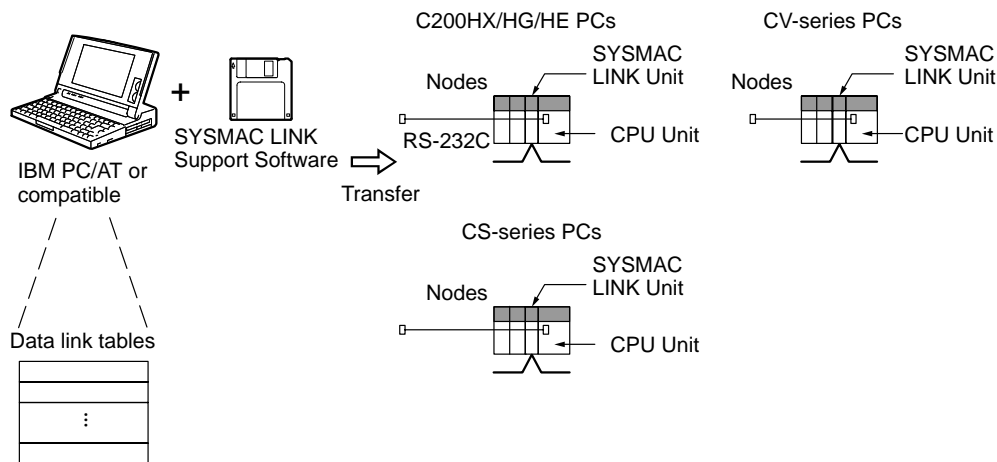 C200HX/HG/HE PCs
CV-series PCs
SYSMAC
LINK Unit
Nodes
RS-232C
CPU Unit
SYSMAC
LINK Unit
Nodes
CPU Unit
+
SYSMAC LINK
Support Software
IBM PC/AT or
compatible
Transfer
CS-series PCs
SYSMAC
LINK Unit
Nodes
CPU Unit
Data link tables